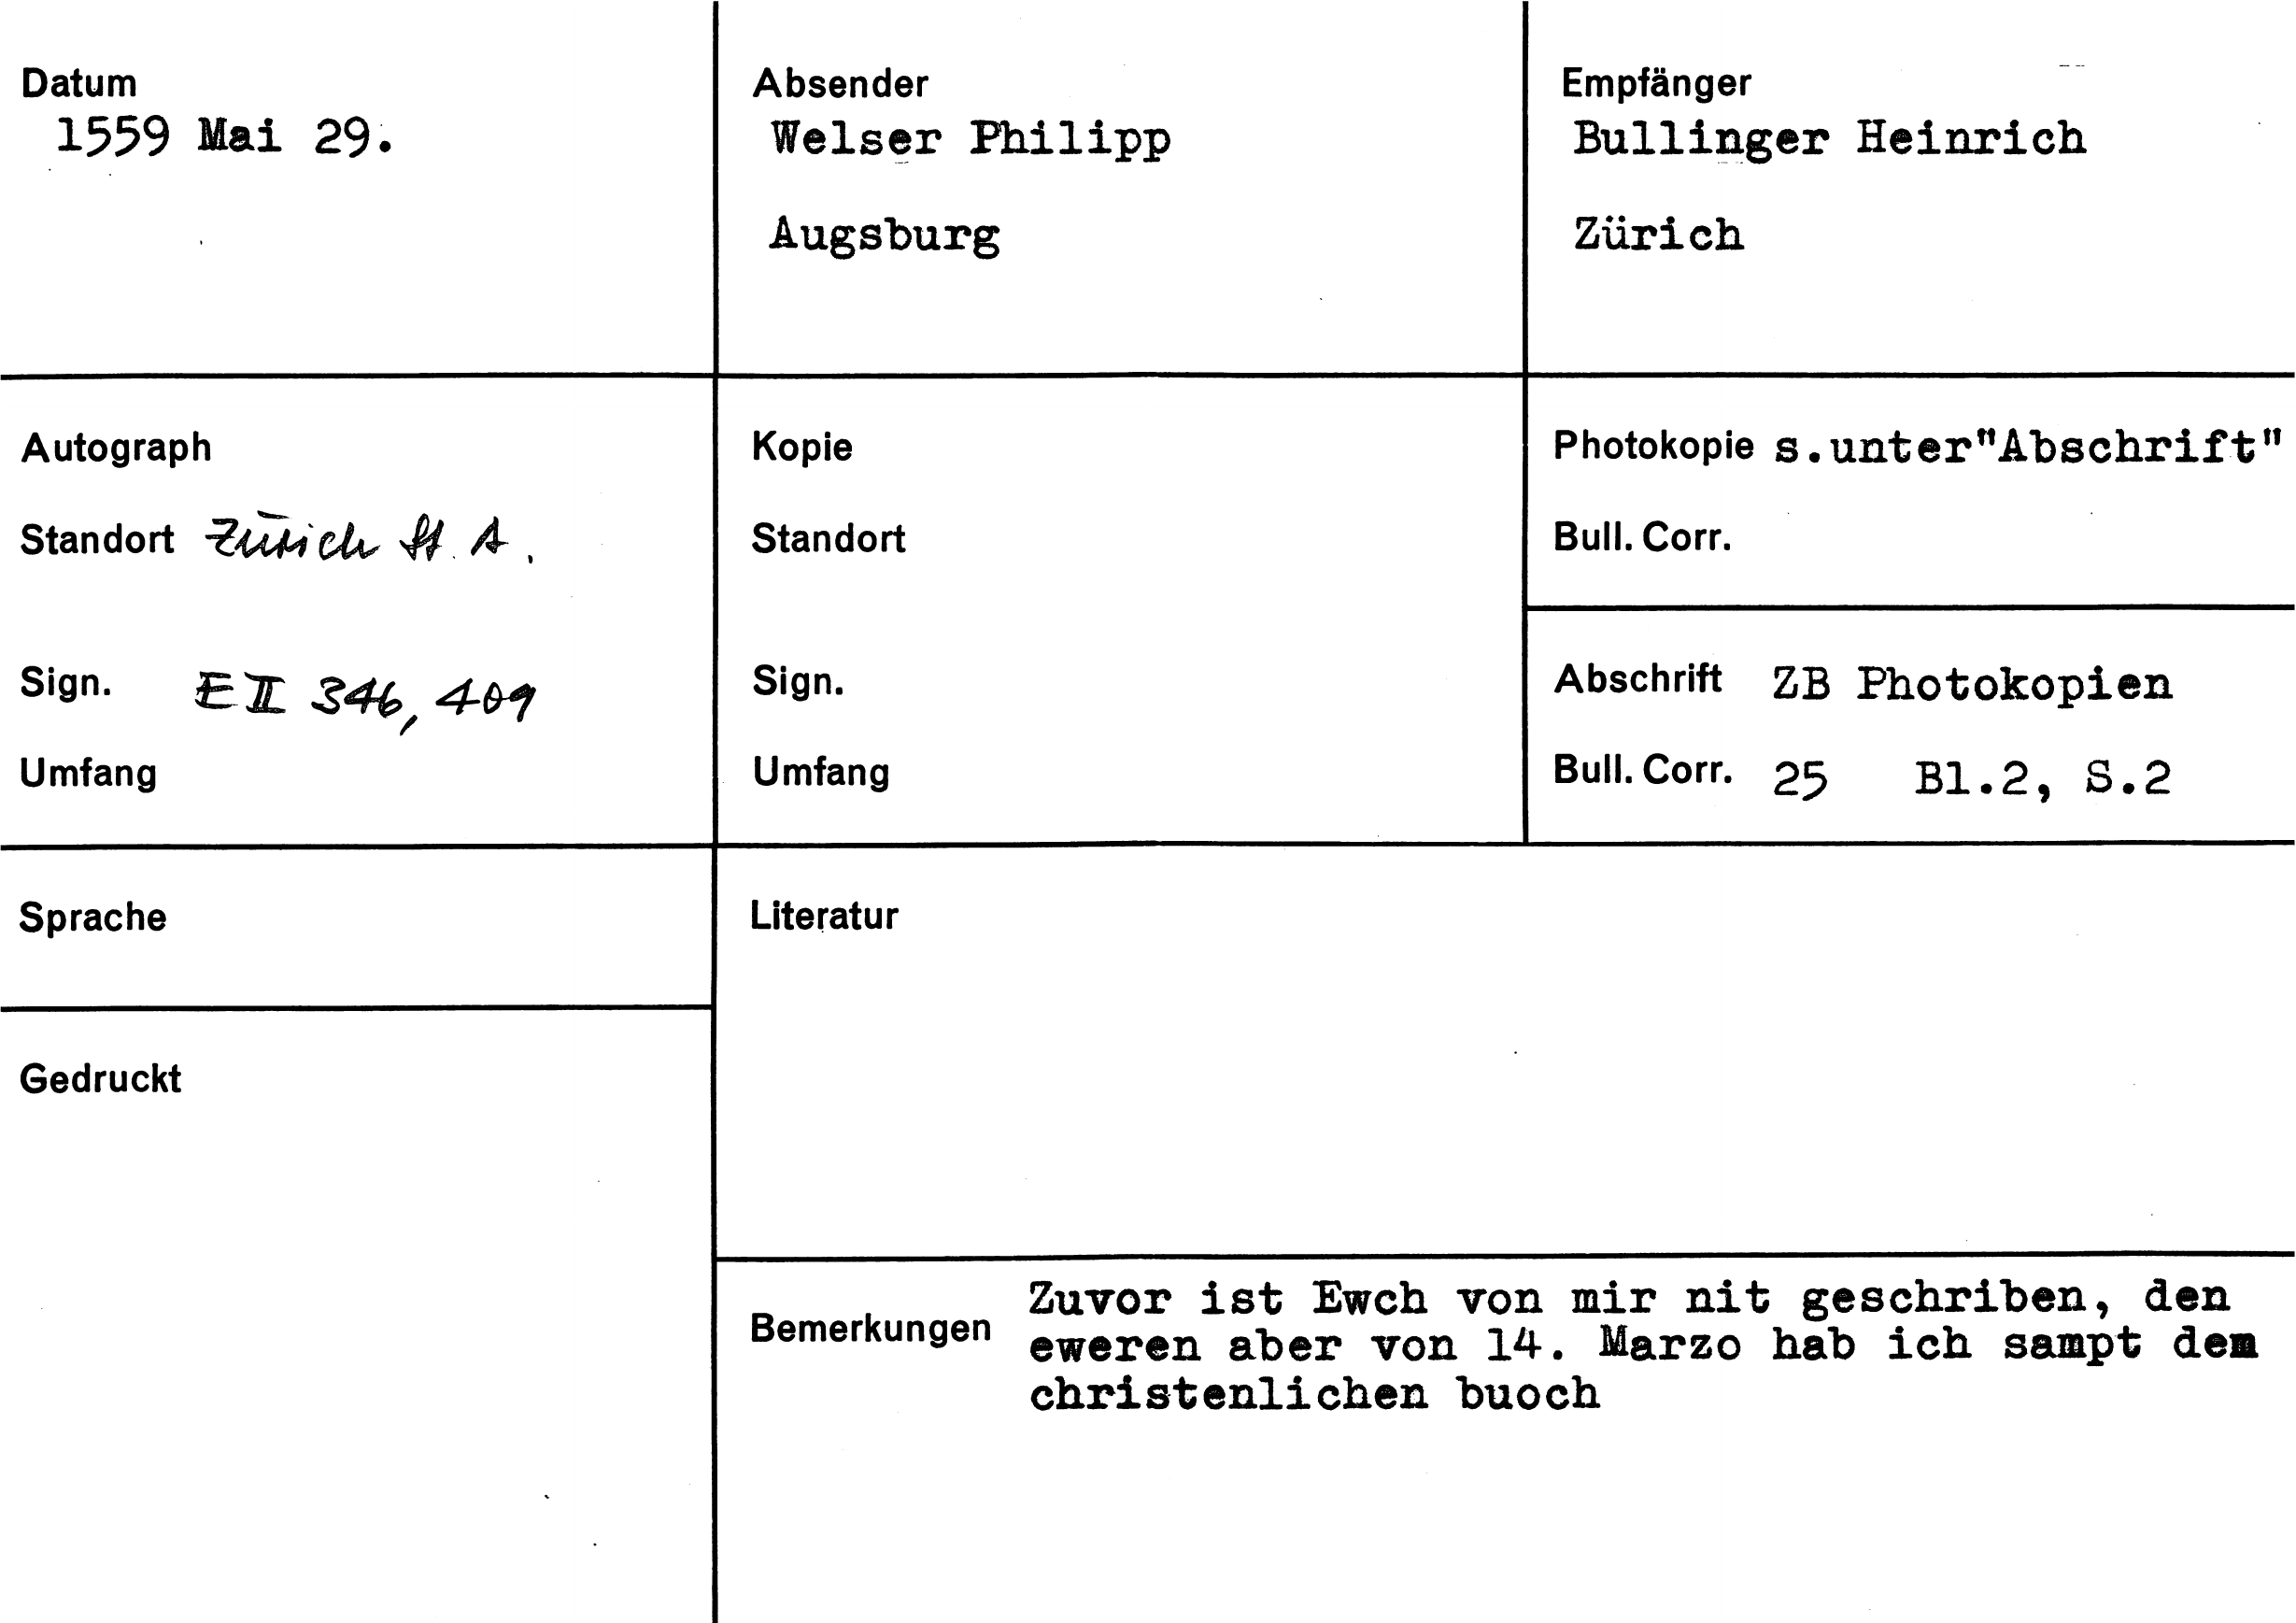 Datum
1559 Mai 29.
Absender
Welser Philipp
Augsburg
Empfänger
Bullinger Heinrich
Zürich
Autograph
Standort Zürich St. A.
Sign. E II 346, 409
Umfang
Kopie
Standort
Sign.
Umfang
Photokopie s.unter"Abschrift"
Bull. Corr.
Abschrift ZB Photokopien
Bull. Corr. 25 Bl.2, S.2
Sprache
Gedruckt
Literatur
Bemerkungen
Zuvor ist Ewch von mir nit geschriben, den
eweren aber von 14. Marzo hab ich sampt dem
christenlichen buoch